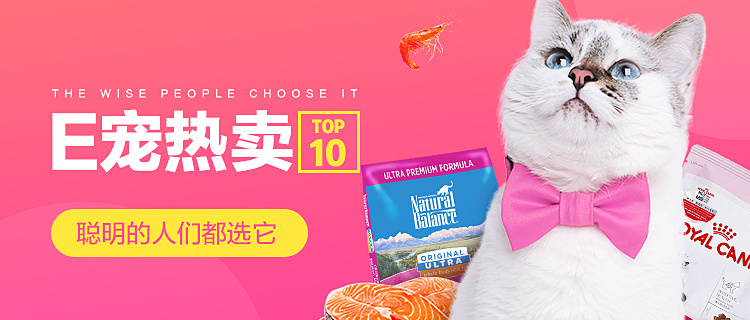 THE WISE PEOPLE CHOOSE IT
E宠热卖
TOP
10
聪明的人们都选它
ULTRA PREMIUM FORMULA
Natural
Balance
ORIGINAL
ULTRA
ROYAL CANI